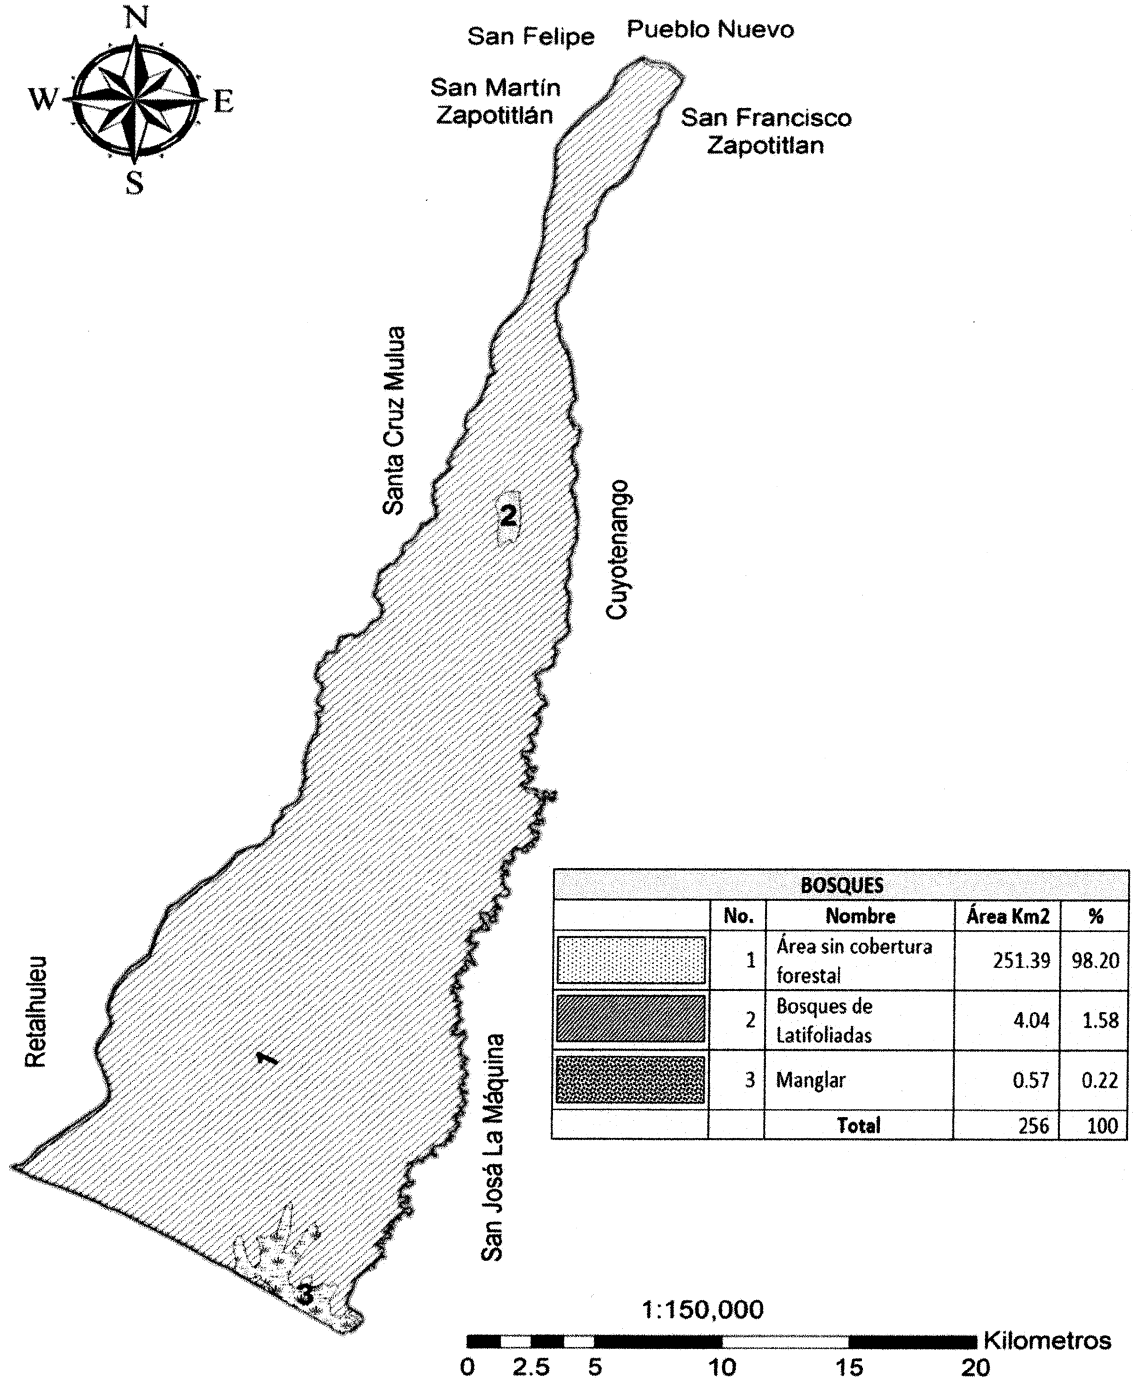 N
W E
S
San Felipe Pueblo Nuevo
San Martín
Zapotitlán
San Francisco
Zapotitlan
Santa Cruz Mulua
2
Cuyotenango
Retalhuleu
1
San Josá La Máquina
3
BOSQUES
No. Nombre Área Km2 %
1 Área sin cobertura forestal 251.39 98.20
2 Bosques de Latifoliadas 4.04 1.58
3 Manglar 0.57 0.22
Total 256 100
1:150,000
Kilometros
0 2.5 5 10 15 20